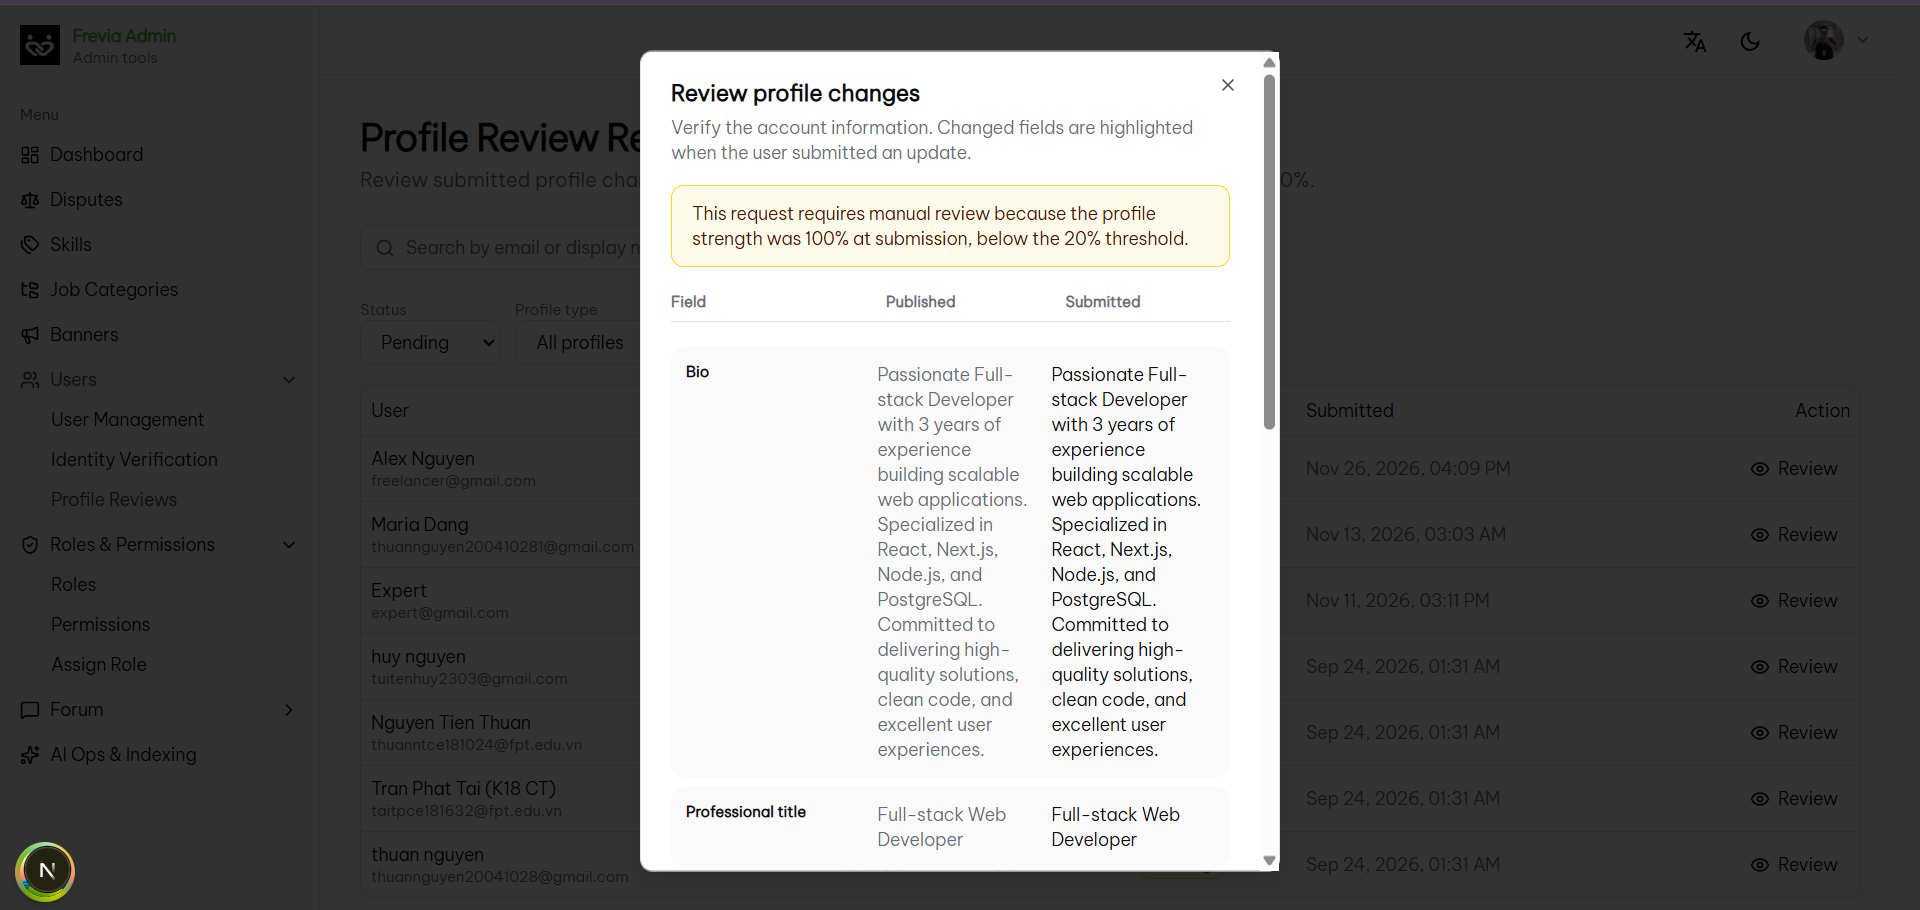 Frevia Admin
Admin tools
Menu
Dashboard
Disputes
Skills
Job Categories
Banners
Users
User Management
Identity Verification
Profile Reviews
Roles & Permissions
Roles
Permissions
Assign Role
Forum
AI Ops & Indexing
N
Profile Review Re
Review submitted profile cha
0%.
Search by email or display n
Status
Profile type
Pending
All profiles
User
Submitted
Action
Alex Nguyen
freelancer@gmail.com
Nov 26, 2026, 04:09 PM
Review
Maria Dang
thuannguyen200410281@gmail.com
Nov 13, 2026, 03:03 AM
Review
Expert
expert@gmail.com
Nov 11, 2026, 03:11 PM
Review
huy nguyen
tuitenhuy2303@gmail.com
Sep 24, 2026, 01:31 AM
Review
Nguyen Tien Thuan
thuanntce181024@fpt.edu.vn
Sep 24, 2026, 01:31 AM
Review
Tran Phat Tai (K18 CT)
taitpce181632@fpt.edu.vn
Sep 24, 2026, 01:31 AM
Review
thuan nguyen
thuannguyen20041028@gmail.com
Sep 24, 2026, 01:31 AM
Review
Review profile changes
Verify the account information. Changed fields are highlighted
when the user submitted an update.
This request requires manual review because the profile
strength was 100% at submission, below the 20% threshold.
Field
Published
Submitted
Bio
Passionate Full-
stack Developer
with 3 years of
experience
building scalable
web applications.
Specialized in
React, Next.js,
Node.js, and
PostgreSQL.
Committed to
delivering high-
quality solutions,
clean code, and
excellent user
experiences.
Passionate Full-
stack Developer
with 3 years of
experience
building scalable
web applications.
Specialized in
React, Next.js,
Node.js, and
PostgreSQL.
Committed to
delivering high-
quality solutions,
clean code, and
excellent user
experiences.
Professional title
Full-stack Web
Developer
Full-stack Web
Developer